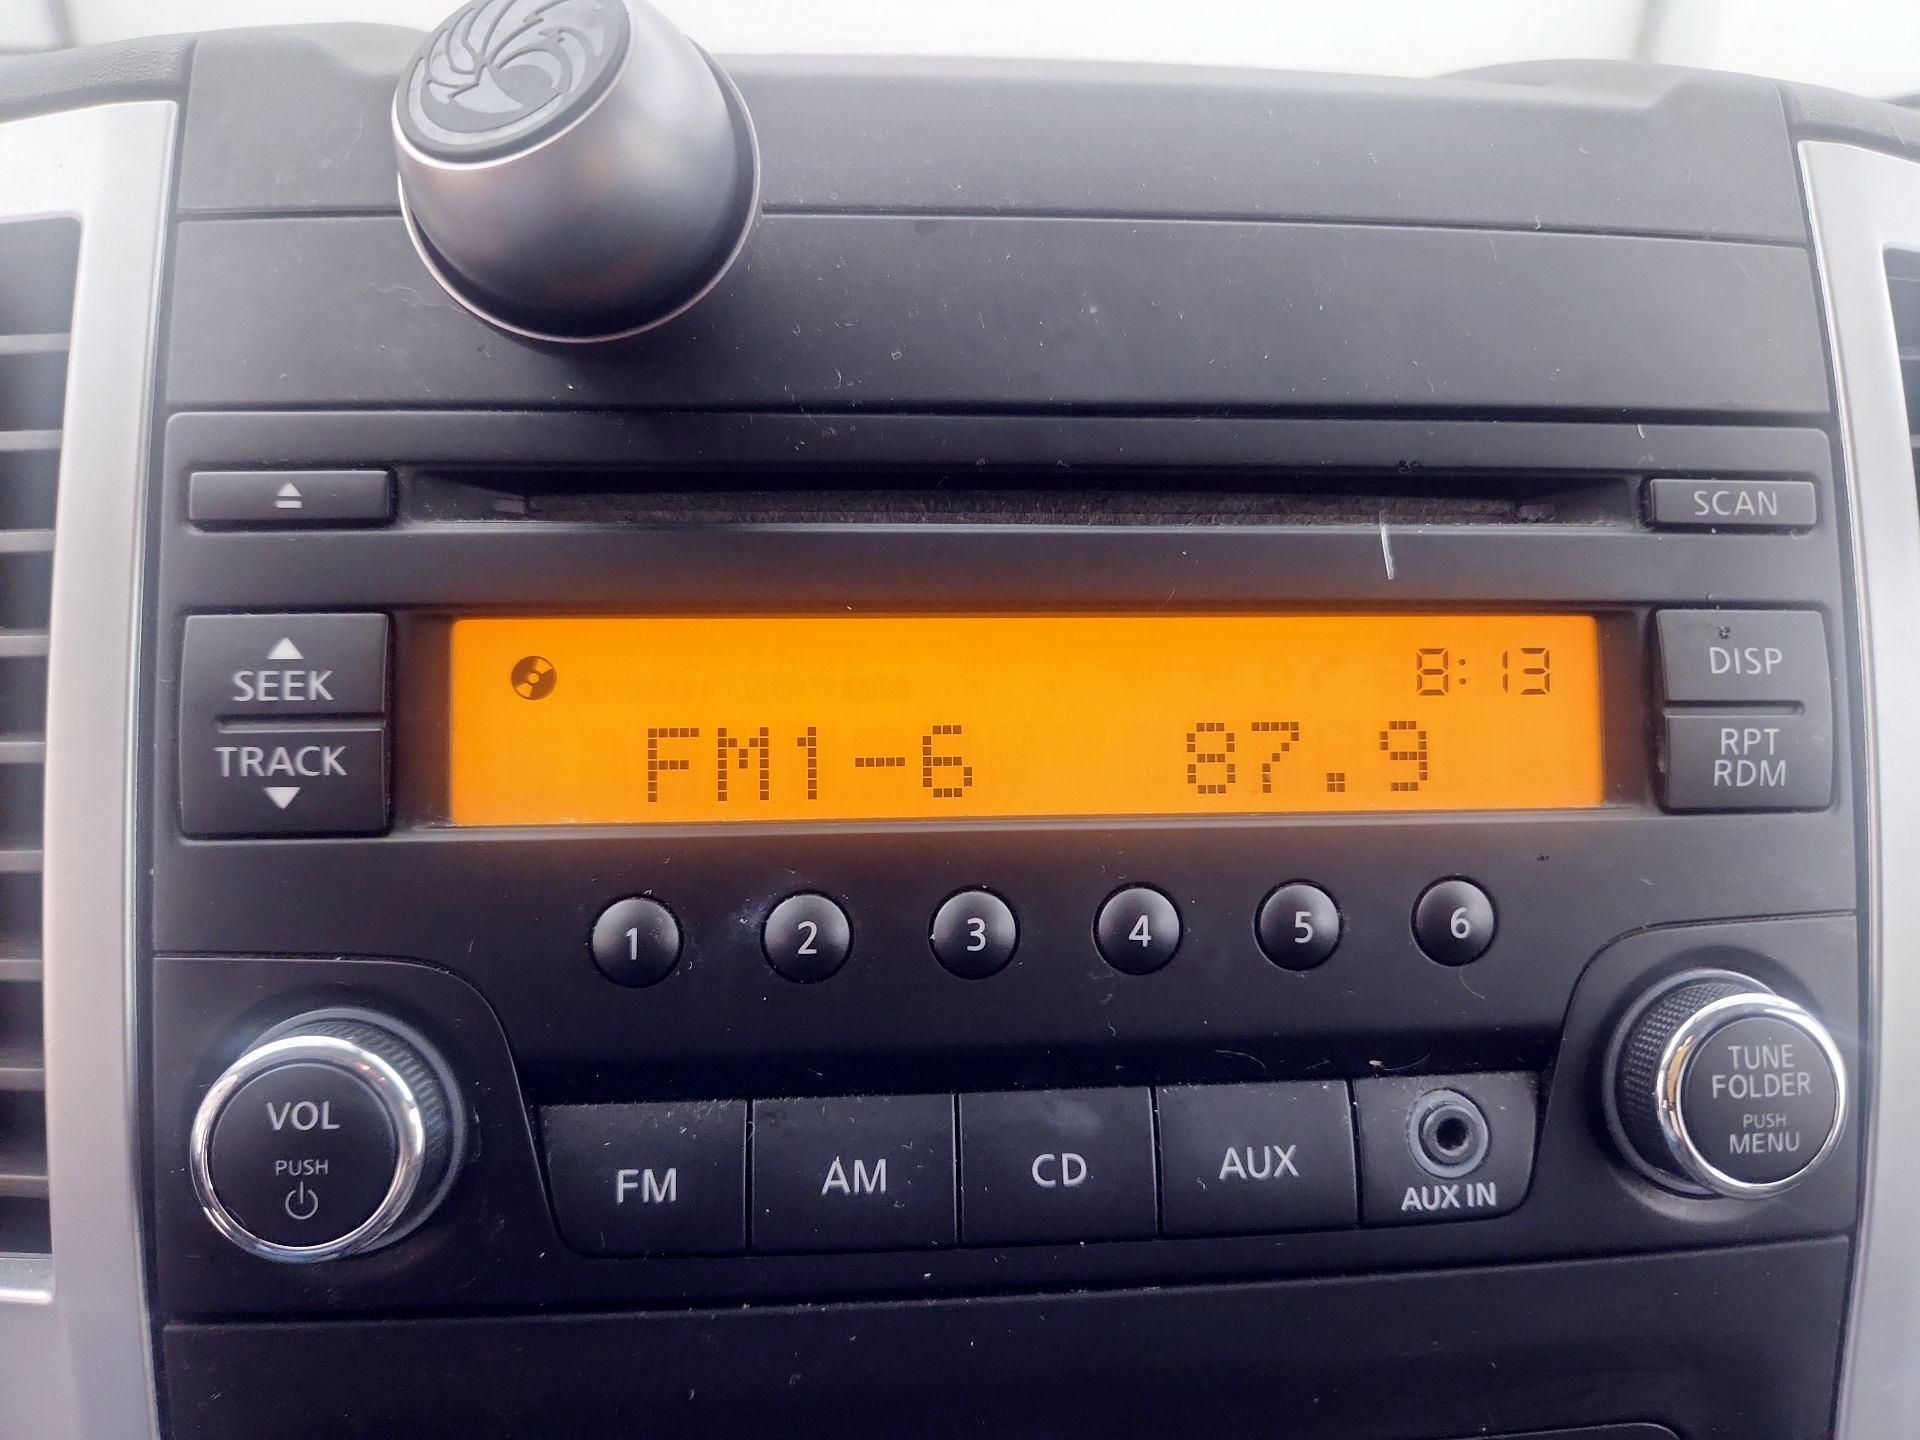 SCAN
8:13
FM1-6 87.9
SEEK
TRACK
DISP
RPT
RDM
1 2 3 4 5 6
VOL
PUSH
FM AM CD AUX
AUX IN
TUNE
FOLDER
PUSH
MENU